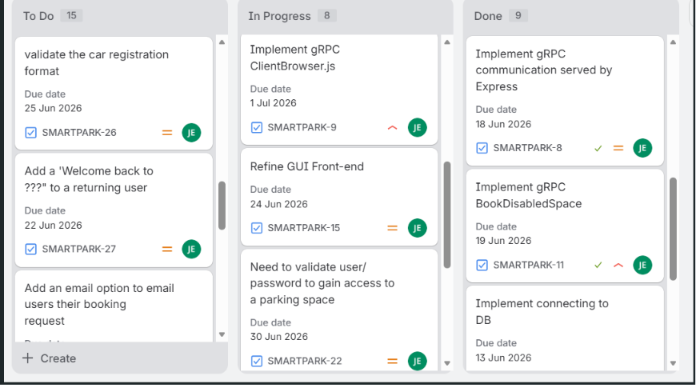 To Do 15
validate the car registration
format
Due date
25 Jun 2026
SMARTPARK-26
JE
Add a 'Welcome back to
???" to a returning user
Due date
22 Jun 2026
SMARTPARK-27
JE
Add an email option to email
users their booking
request
+ Create
In Progress 8
Implement gRPC
ClientBrowser.js
Due date
1 Jul 2026
SMARTPARK-9
JE
Refine GUI Front-end
Due date
24 Jun 2026
SMARTPARK-15
JE
Need to validate user/
password to gain access to
a parking space
Due date
30 Jun 2026
SMARTPARK-22
JE
Done 9
Implement gRPC
communication served by
Express
Due date
18 Jun 2026
SMARTPARK-8
JE
Implement gRPC
BookDisabledSpace
Due date
19 Jun 2026
SMARTPARK-11
JE
Implement connecting to
DB
Due date
13 Jun 2026